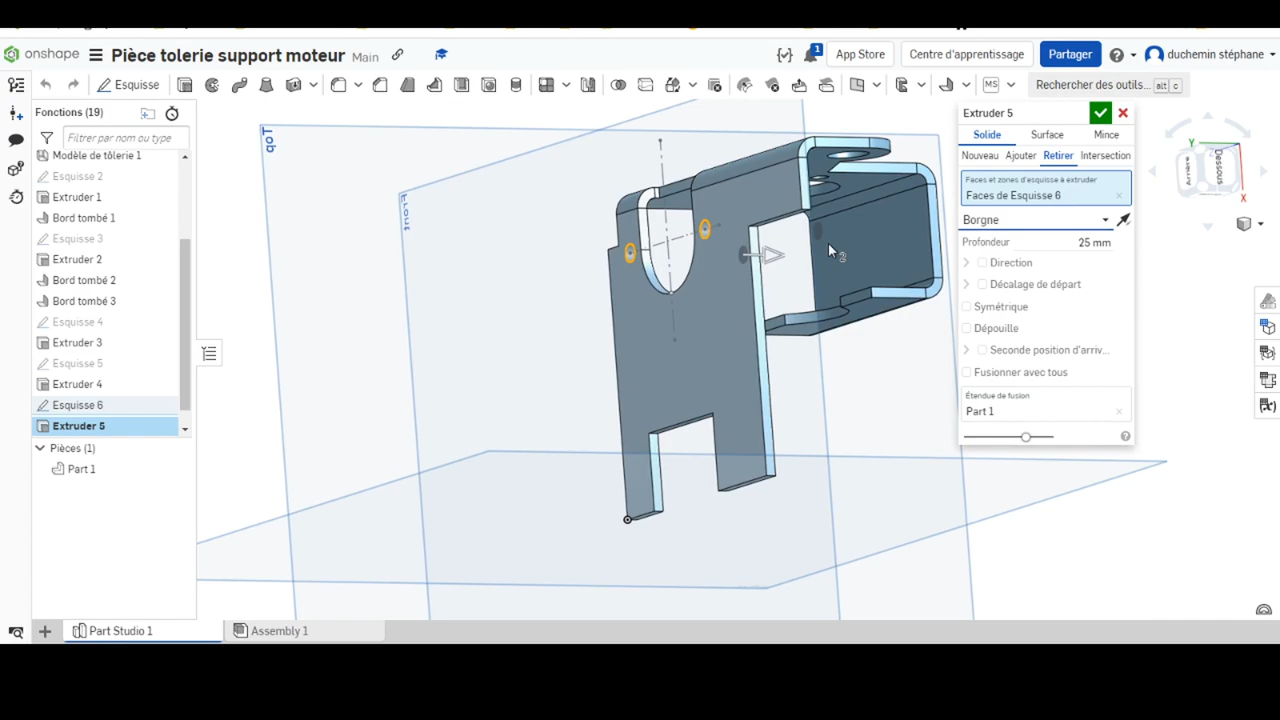 onshape
Pièce tolerie support moteur Main
1
App Store
Centre d'apprentissage
Partager
duchemin stéphane
Esquisse
MS
Rechercher des outils... alt c
Fonctions (19)
Filtrer par nom ou type
Modèle de tôlerie 1
Esquisse 2
Extruder 1
Bord tombé 1
Esquisse 3
Extruder 2
Bord tombé 2
Bord tombé 3
Esquisse 4
Extruder 3
Esquisse 5
Extruder 4
Esquisse 6
Extruder 5
Pièces (1)
Part 1
Extruder 5
Solide Surface Mince
Nouveau Ajouter Retirer Intersection
Faces et zones d'esquisse à extruder
Faces de Esquisse 6
Borgne
Profondeur 25 mm
Direction
Décalage de départ
Symétrique
Dépouille
Seconde position d'arriv...
Fusionner avec tous
Étendue de fusion
Part 1
Y
Arrière
Dessous
X
Part Studio 1
Assembly 1